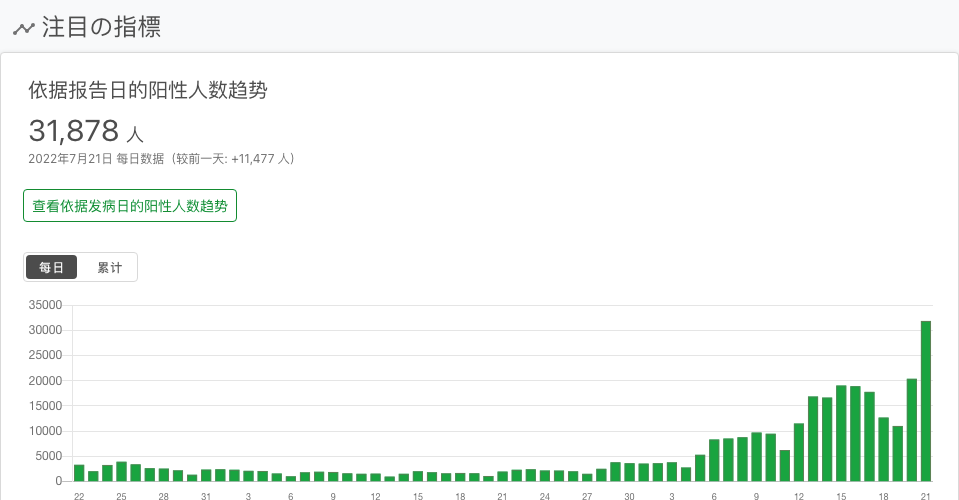 注目の指標
依据报告日的阳性人数趋势
31,878 人
2022年7月21日 每日数据（较前一天: +11,477 人）
查看依据发病日的阳性人数趋势
每日 累计
35000
30000
25000
20000
15000
10000
5000
0
22 25 28 31 3 6 9 12 15 18 21 24 27 30 3 6 9 12 15 18 21